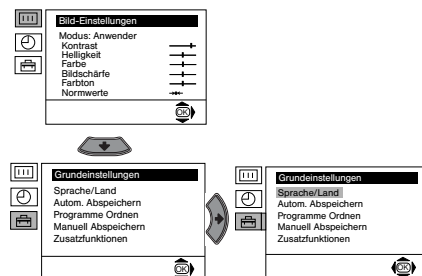 Bild-Einstellungen
Modus: Anwender
Kontrast
Helligkeit
Farbe
Bildschärfe
Farbton
Normwerte
OK
Grundeinstellungen
Sprache/Land
Autom. Abspeichern
Programme Ordnen
Manuell Abspeichern
Zusatzfunktionen
OK
Grundeinstellungen
Sprache/Land
Autom. Abspeichern
Programme Ordnen
Manuell Abspeichern
Zusatzfunktionen
OK